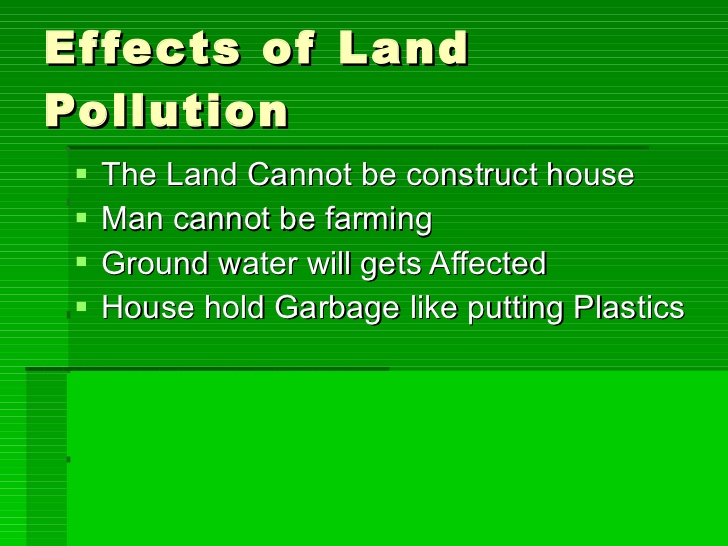 Effects of Land
Pollution
The Land Cannot be construct house
Man cannot be farming
Ground water will gets Affected
House hold Garbage like putting Plastics